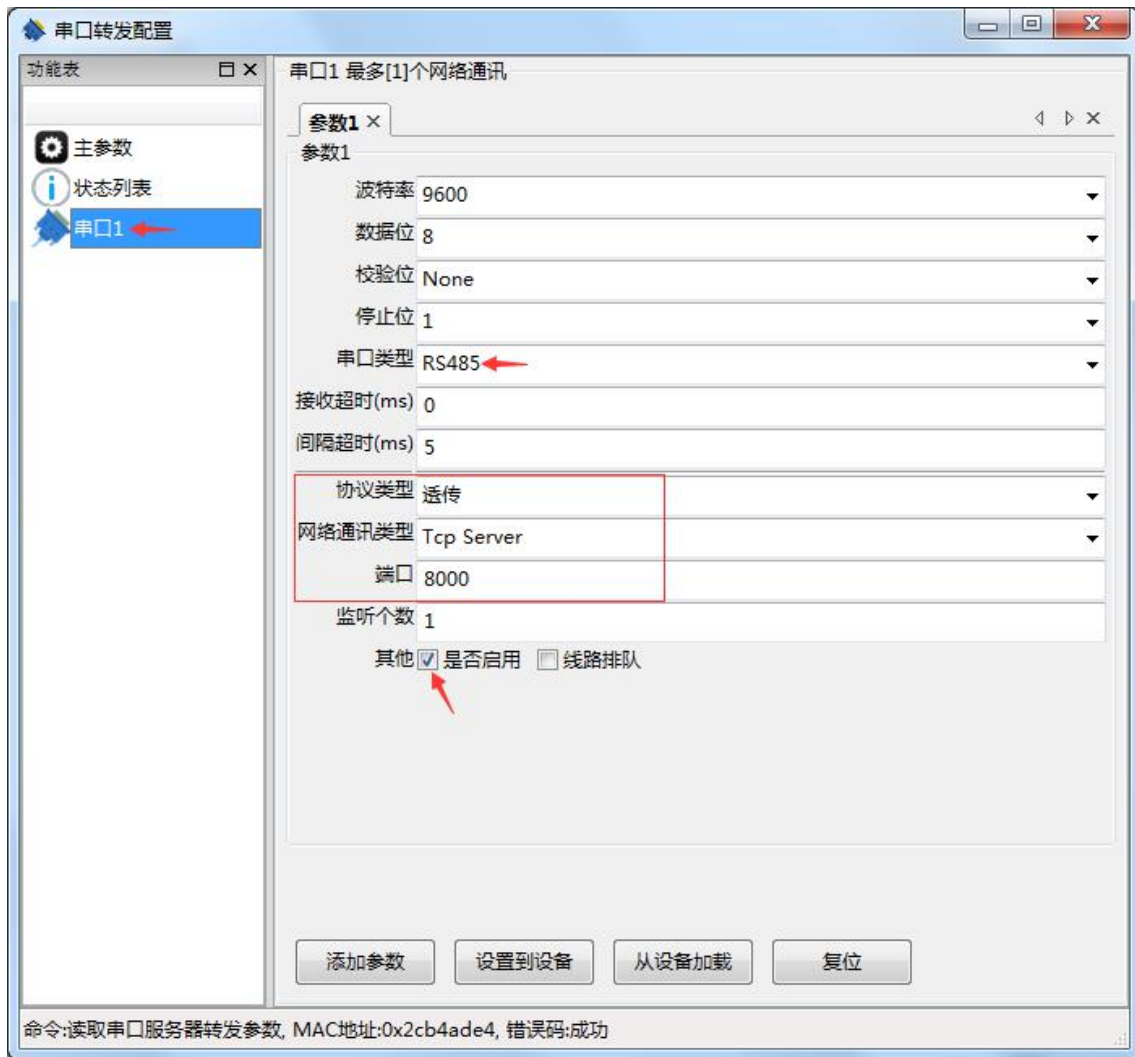 串口转发配置
功能表
串口1 最多[1]个网络通讯
主参数
状态列表
串口1
参数1
参数1
波特率 9600
数据位 8
校验位 None
停止位 1
串口类型 RS485
接收超时(ms) 0
间隔超时(ms) 5
协议类型 透传
网络通讯类型 Tcp Server
端口 8000
监听个数 1
其他 是否启用 线路排队
添加参数 设置到设备 从设备加载 复位
命令:读取串口服务器转发参数, MAC地址:0x2cb4ade4, 错误码:成功